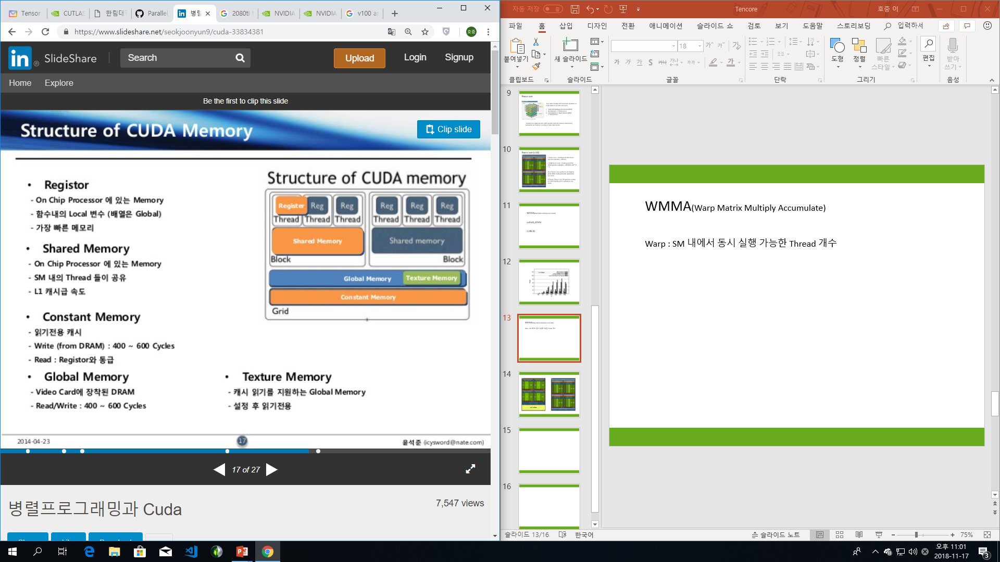 Tensor
CUTLAS
한림대
Parallel
병렬
2080ti
NVIDIA
NVIDIA
v100
https://www.slideshare.net/seokjoonyun9/cuda-33834381
호중
in SlideShare
Search
Upload
Login
Signup
Home
Explore
Be the first to clip this slide
Structure of CUDA Memory
Clip slide
• Registor
- On Chip Processor 에 있는 Memory
- 함수내의 Local 변수 (배열은 Global)
- 가장 빠른 메모리
• Shared Memory
- On Chip Processor 에 있는 Memory
- SM 내의 Thread 들이 공유
- L1 캐시급 속도
• Constant Memory
- 읽기전용 캐시
- Write (from DRAM) : 400 ~ 600 Cycles
- Read : Registor와 동급
• Global Memory
- Video Card에 장착된 DRAM
- Read/Write : 400 ~ 600 Cycles
• Texture Memory
- 캐시 읽기를 지원하는 Global Memory
- 설정 후 읽기전용
Structure of CUDA memory
Register Reg Reg Reg Reg Reg
Thread Thread Thread Thread Thread Thread
Shared Memory Shared memory
Block Block
Global Memory Texture Memory
Constant Memory
Grid
2014-04-23
17
윤석준 (icysword@nate.com)
17 of 27
병렬프로그래밍과 Cuda
7,547 views
자동 저장
끔
Tencore
호중 이
파일 홈 삽입 디자인 전환 애니메이션 슬라이드 쇼 검토 보기 도움말 스토리보딩 입력하서
붙여넣기
클립보드
새 슬라이드
슬라이드
18
가 가 가 S 가나 가나 가가 가
글꼴
단락
도형
정렬
빠른
스타일
그리기
편집
받아
쓰기
음성
9
Tensor core
10
11
WMMA
CUTLASS
12
13
14
15
16
WMMA(Warp Matrix Multiply Accumulate)
Warp : SM 내에서 동시 실행 가능한 Thread 개수
슬라이드 13/16
한국어
슬라이드 노트
75%
오후 11:01
2018-11-17
3